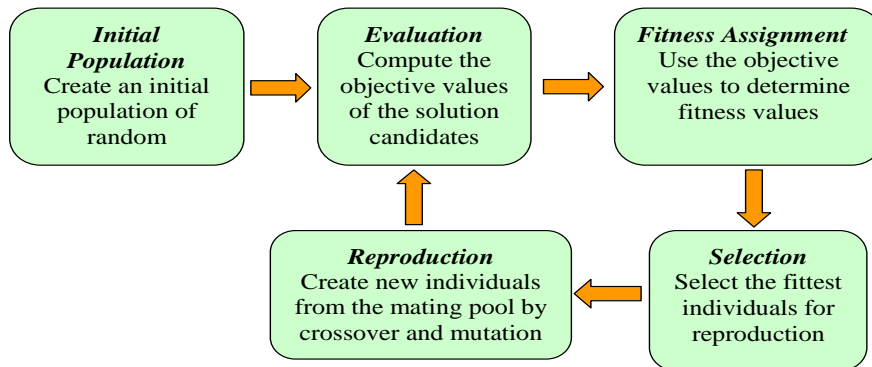 Initial
Population
Create an initial
population of
random
Evaluation
Compute the
objective values
of the solution
candidates
Fitness Assignment
Use the objective
values to determine
fitness values
Reproduction
Create new individuals
from the mating pool by
crossover and mutation
Selection
Select the fittest
individuals for
reproduction